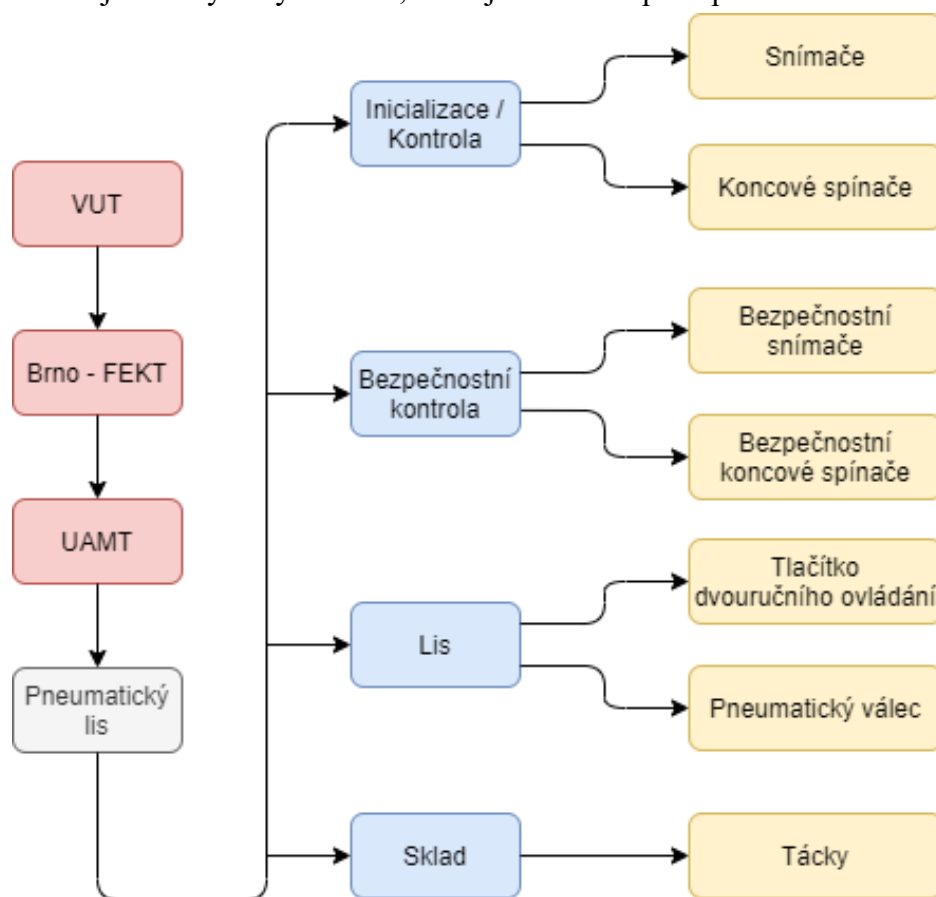 VUT
Brno - FEKT
UAMT
Pneumatický
lis
Inicializace /
Kontrola
Bezpečnostní
kontrola
Lis
Sklad
Snímače
Koncové spínače
Bezpečnostní
snímače
Bezpečnostní
koncové spínače
Tlačítko
dvouručního ovládání
Pneumatický válec
Tácky